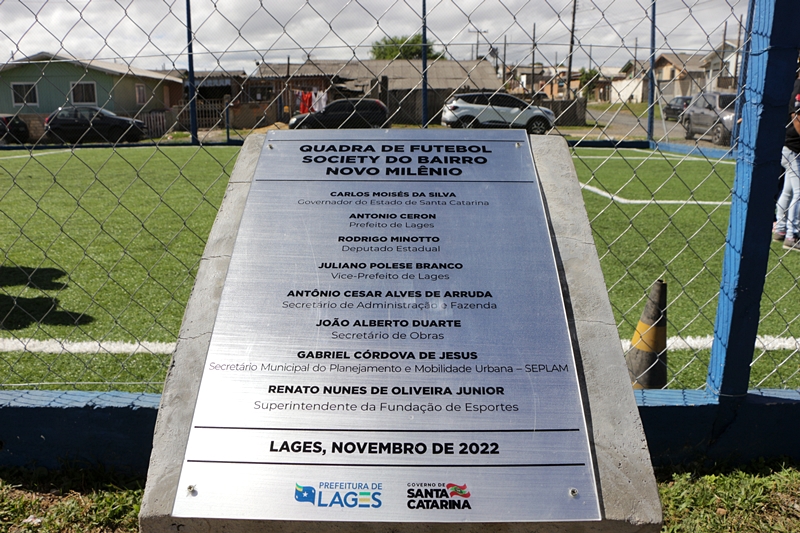 QUADRA DE FUTEBOL
SOCIETY DO BAIRRO
NOVO MILÊNIO
CARLOS MOISÉS DA SILVA
Governador do Estado de Santa Catarina
ANTONIO CERON
Prefeito de Lages
RODRIGO MINOTTO
Deputado Estadual
JULIANO POLESE BRANCO
Vice-Prefeito de Lages
ANTÔNIO CESAR ALVES DE ARRUDA
Secretário de Administração e Fazenda
JOÃO ALBERTO DUARTE
Secretário de Obras
GABRIEL CÓRDOVA DE JESUS
Secretário Municipal do Planejamento e Mobilidade Urbana – SEPLAM
RENATO NUNES DE OLIVEIRA JUNIOR
Superintendente da Fundação de Esportes
LAGES, NOVEMBRO DE 2022
PREFEITURA DE
LAGES
GOVERNO DE
SANTA
CATARINA